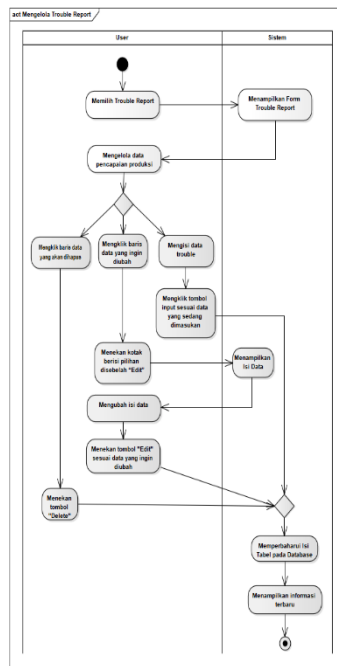 act Mengelola Trouble Report
User
Sistem
Memilih Trouble Report
Menampilkan Form
Trouble Report
Mengelola data
pencapaian produksi
Mengklik baris data
yang akan dihapus
Mengklik baris
data yang ingin
diubah
Mengisi data
trouble
Mengklik tombol
input sesuai data
yang sedang
dimasukan
Menekan kotak
berisi pilihan
disebelah "Edit"
Menampilkan
Isi Data
Mengubah isi data
Menekan tombol "Edit"
sesuai data yang ingin
diubah
Menekan
tombol
"Delete"
Memperbaharui Isi
Tabel pada Database
Menampilkan informasi
terbaru